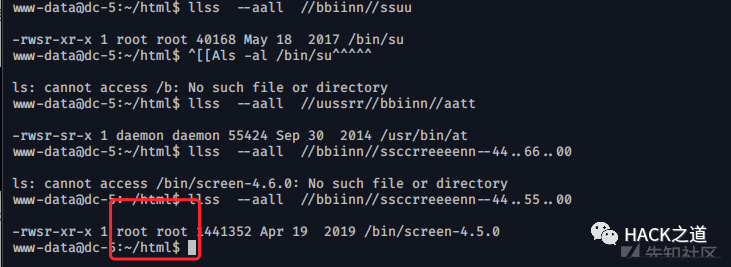 www-data@dc-5:~/html$ llss  --aall  //bbiinn//ssuu
-rwsr-xr-x 1 root root 40168 May 18  2017 /bin/su
www-data@dc-5:~/html$ ^[[Als -al /bin/su^^^^^
ls: cannot access /b: No such file or directory
www-data@dc-5:~/html$ llss  --aall  //uussrr//bbiinn//aatt
-rwsr-sr-x 1 daemon daemon 55424 Sep 30  2014 /usr/bin/at
www-data@dc-5:~/html$ llss  --aall  //bbiinn//ssccrreeeenn--44..66..00
ls: cannot access /bin/screen-4.6.0: No such file or directory
www-data@dc-5:~/html$ llss  --aall  //bbiinn//ssccrreeeenn--44..55..00
-rwsr-xr-x 1 root root 1441352 Apr 19  2019 /bin/screen-4.5.0
www-data@dc-5:~/html$
HACK之道
先知社区